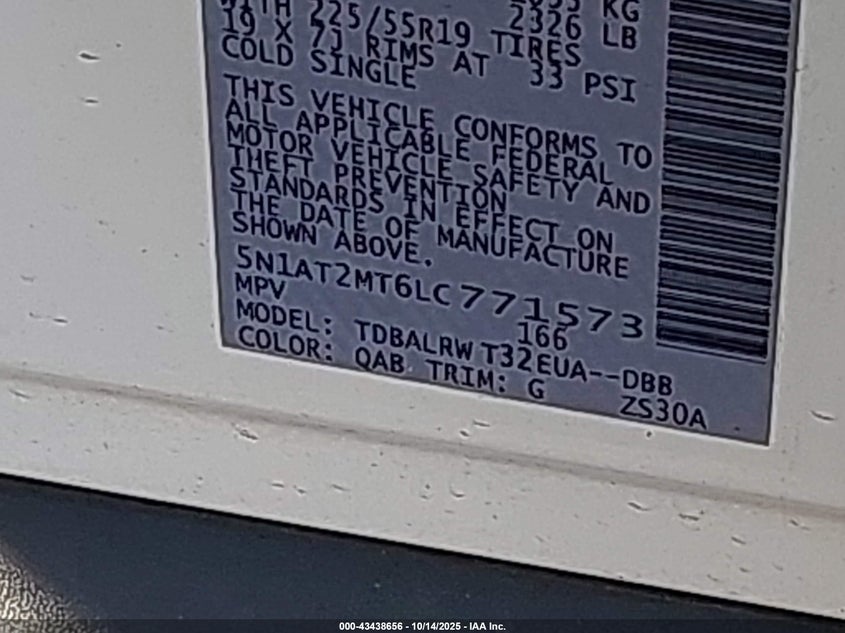 WITH 225/55R19 TIRES
2326 LB
19 X 7J RIMS AT 33 PSI
COLD SINGLE
THIS VEHICLE CONFORMS TO
ALL APPLICABLE FEDERAL
MOTOR VEHICLE SAFETY AND
THEFT PREVENTION
STANDARDS IN EFFECT ON
THE DATE OF MANUFACTURE
SHOWN ABOVE.
5N1AT2MT6LC771573
MPV 166
MODEL: TDBALRW T32EUA--DBB
COLOR: QAB TRIM: G ZS30A
000-43438656 - 10/14/2025 - IAA Inc.